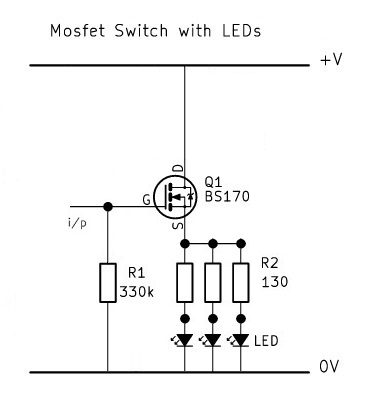 Mosfet Switch with LEDs
+V
D
Q1
G
BS170
i/p
S
R1
330k
R2
130
LED
0V